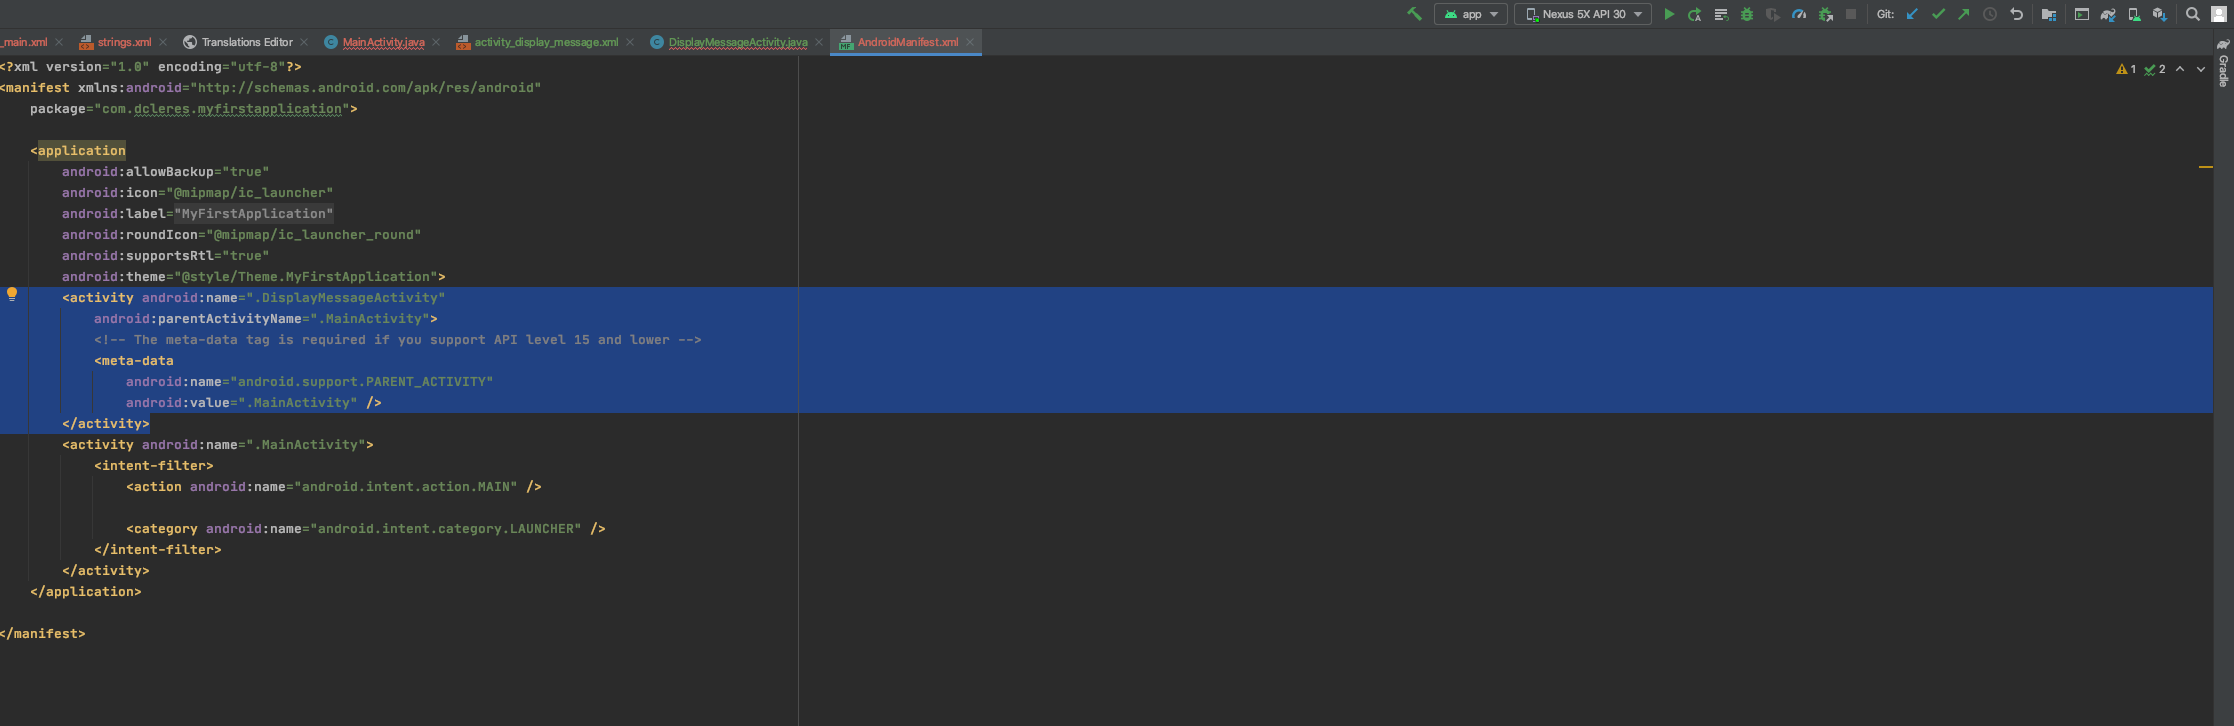 app
Nexus 5X API 30
Git:
_main.xml
strings.xml
Translations Editor
MainActivity.java
activity_display_message.xml
DisplayMessageActivity.java
AndroidManifest.xml
Gradle
1
2
<?xml version="1.0" encoding="utf-8"?>
<manifest xmlns:android="http://schemas.android.com/apk/res/android"
    package="com.dcleres.myfirstapplication">
    <application
        android:allowBackup="true"
        android:icon="@mipmap/ic_launcher"
        android:label="MyFirstApplication"
        android:roundIcon="@mipmap/ic_launcher_round"
        android:supportsRtl="true"
        android:theme="@style/Theme.MyFirstApplication">
        <activity android:name=".DisplayMessageActivity"
            android:parentActivityName=".MainActivity">
            <!-- The meta-data tag is required if you support API level 15 and lower -->
            <meta-data
                android:name="android.support.PARENT_ACTIVITY"
                android:value=".MainActivity" />
        </activity>
        <activity android:name=".MainActivity">
            <intent-filter>
                <action android:name="android.intent.action.MAIN" />
                <category android:name="android.intent.category.LAUNCHER" />
            </intent-filter>
        </activity>
    </application>
</manifest>